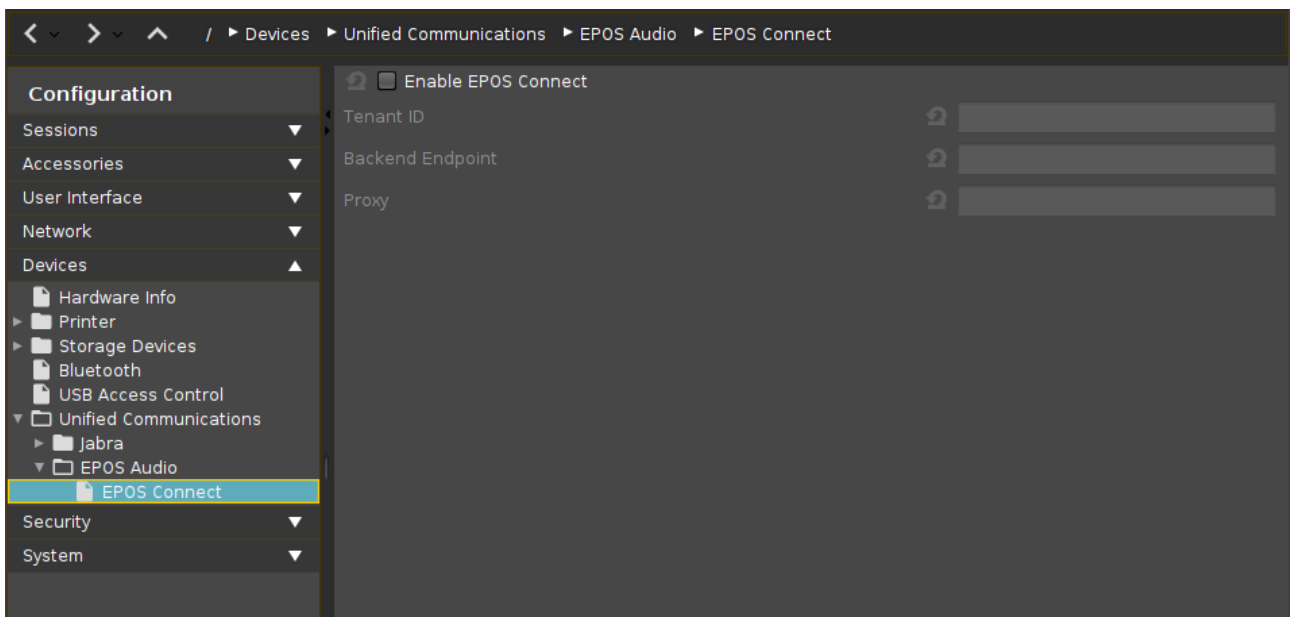 / Devices Unified Communications EPOS Audio EPOS Connect
Configuration
Sessions
Accessories
User Interface
Network
Devices
Hardware Info
Printer
Storage Devices
Bluetooth
USB Access Control
Unified Communications
Jabra
EPOS Audio
EPOS Connect
Security
System
Enable EPOS Connect
Tenant ID
Backend Endpoint
Proxy